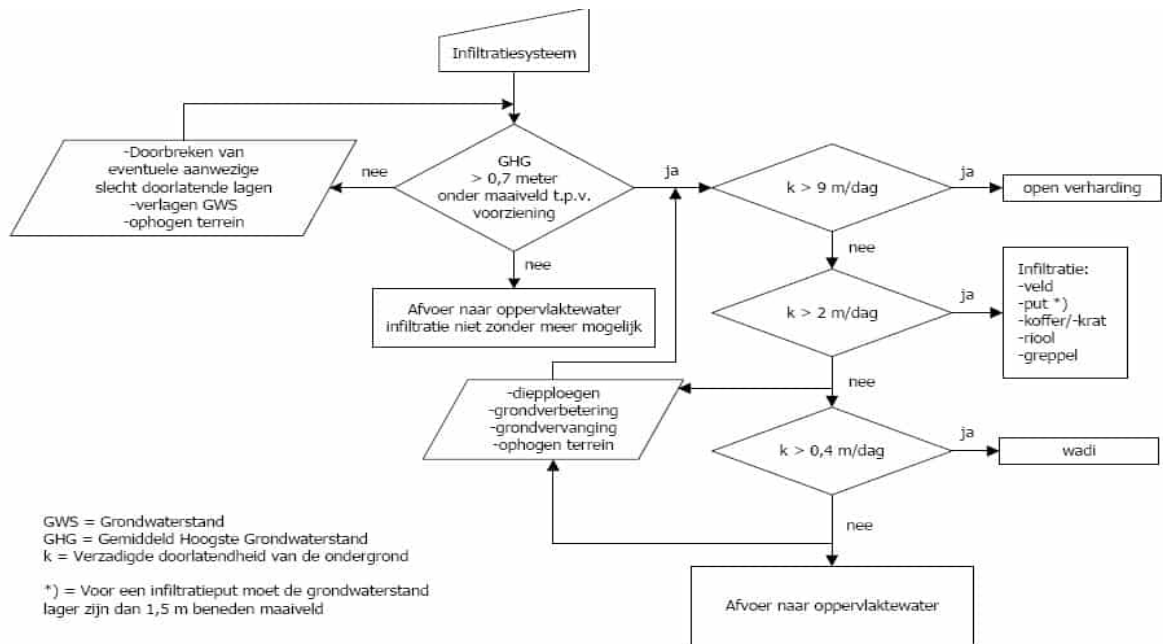 Infiltratiesysteem
-Doorbreken van
eventuele aanwezige
slecht doorlatende lagen
-verlagen GWS
-ophogen terrein
nee
GHG
> 0,7 meter
onder maaiveld t.p.v.
voorziening
ja
k > 9 m/dag
ja
open verharding
nee
nee
Afvoer naar oppervlaktewater
infiltratie niet zonder meer mogelijk
k > 2 m/dag
ja
Infiltratie:
-veld
-put *)
-koffer/-krat
-riool
-greppel
nee
-diepploegen
-grondverbetering
-grondvervanging
-ophogen terrein
k > 0,4 m/dag
ja
wadi
nee
GWS = Grondwaterstand
GHG = Gemiddeld Hoogste Grondwaterstand
k = Verzadigde doorlatendheid van de ondergrond
*) = Voor een infiltratieput moet de grondwaterstand
lager zijn dan 1,5 m beneden maaiveld
Afvoer naar oppervlaktewater